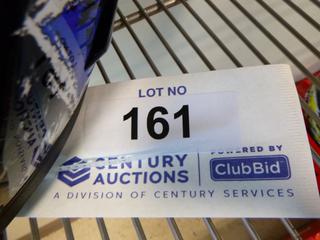 LOT NO
161
CENTURY
AUCTIONS
POWERED BY
ClubBid
A DIVISION OF CENTURY SERVICES